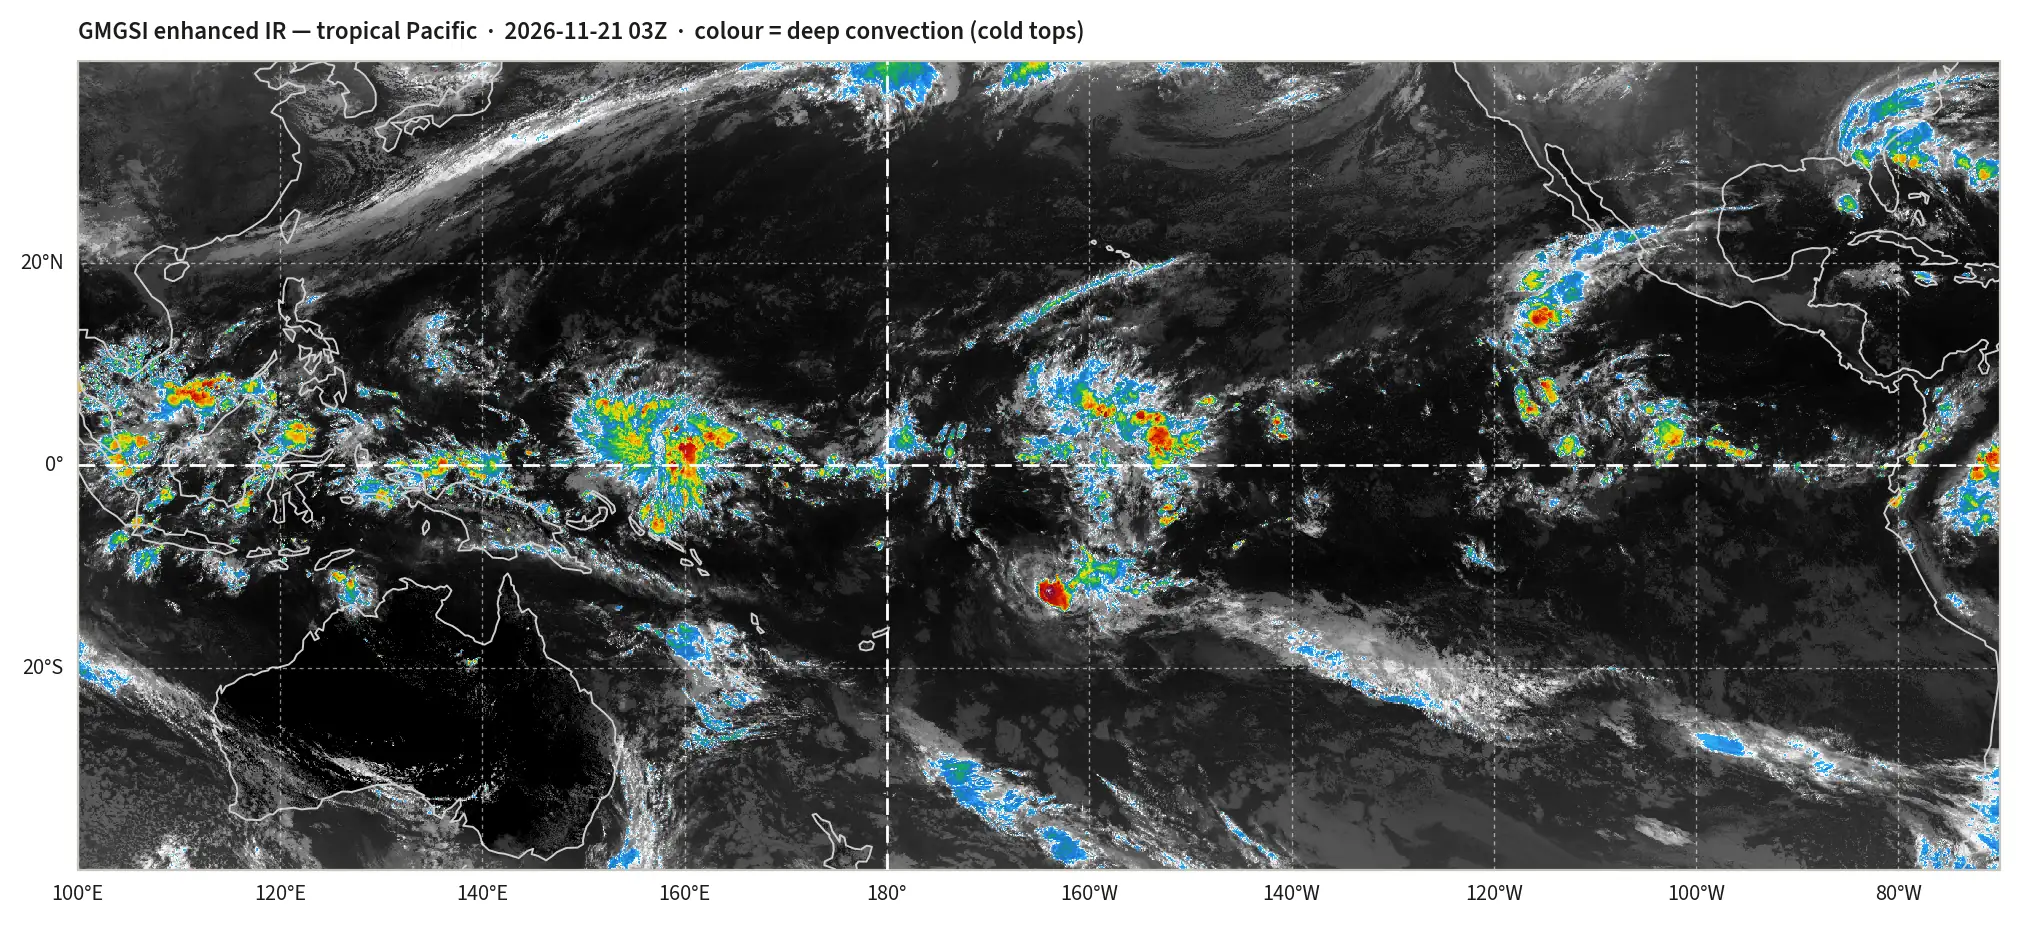 GMGSI enhanced IR — tropical Pacific · 2026-11-21 03Z · colour = deep convection (cold tops)
20°N
0°
20°S
100°E 120°E 140°E 160°E 180° 160°W 140°W 120°W 100°W 80°W